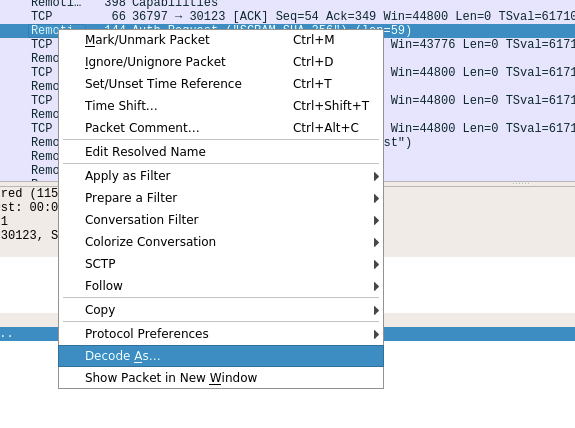 Remoti… 398 Capabilities
TCP 66 36797 → 30123 [ACK] Seq=54 Ack=349 Win=44800 Len=0 TSval=61710
Remoti… 144 Auth Request ("SCRAM-SHA-256") (len=59)
Mark/Unmark Packet Ctrl+M
TCP Win=43776 Len=0 TSval=6171
Remo
Ignore/Unignore Packet Ctrl+D
TCP Win=44800 Len=0 TSval=6171
Set/Unset Time Reference Ctrl+T
Remo
TCP Win=44800 Len=0 TSval=6171
Time Shift… Ctrl+Shift+T
Remo
TCP Win=44800 Len=0 TSval=6171
Packet Comment… Ctrl+Alt+C
Remo st")
Edit Resolved Name
Remo
Remo
Apply as Filter
red (115
Prepare a Filter
est: 00:0
1
Conversation Filter
30123, S
Colorize Conversation
SCTP
Follow
Copy
Protocol Preferences
..
Decode As…
Show Packet in New Window